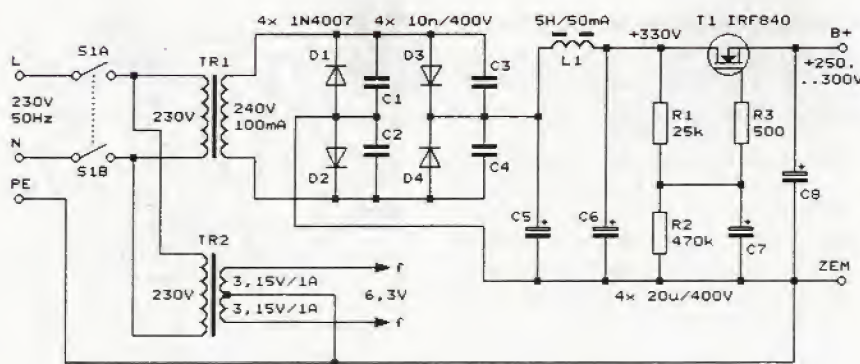 4x 1N4007
4x 10n/400V
5H/50mA
T1 IRF840
S1A
TR1
+330V
B+
L
D1
D3
L1
+250.
..300V
C3
230V
50Hz
C1
230V
240V
100mA
R1
25k
R3
500
C2
N
D2
D4
C4
S1B
PE
C8
TR2
C5
C6
R2
470k
C7
f
3,15V/1A
ZEM
230V
6,3V
4x 20u/400V
3,15V/1A
f